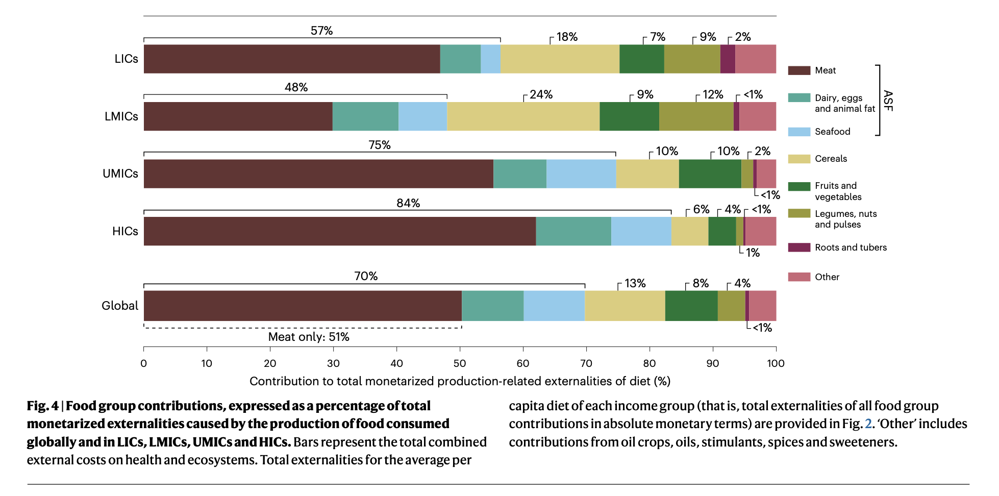 57%
18%
7%
9%
2%
LICs
48%
24%
9%
12%
<1%
LMICs
75%
10%
10%
2%
UMICs
<1%
84%
6%
4%
<1%
HICs
1%
70%
13%
8%
4%
Global
<1%
Meat only: 51%
0 10 20 30 40 50 60 70 80 90 100
Contribution to total monetarized production-related externalities of diet (%)
Meat
Dairy, eggs
and animal fat
Seafood
ASF
Cereals
Fruits and
vegetables
Legumes, nuts
and pulses
Roots and tubers
Other
Fig. 4 | Food group contributions, expressed as a percentage of total
monetarized externalities caused by the production of food consumed
globally and in LICs, LMICs, UMICs and HICs. Bars represent the total combined
external costs on health and ecosystems. Total externalities for the average per
capita diet of each income group (that is, total externalities of all food group
contributions in absolute monetary terms) are provided in Fig. 2. ‘Other’ includes
contributions from oil crops, oils, stimulants, spices and sweeteners.